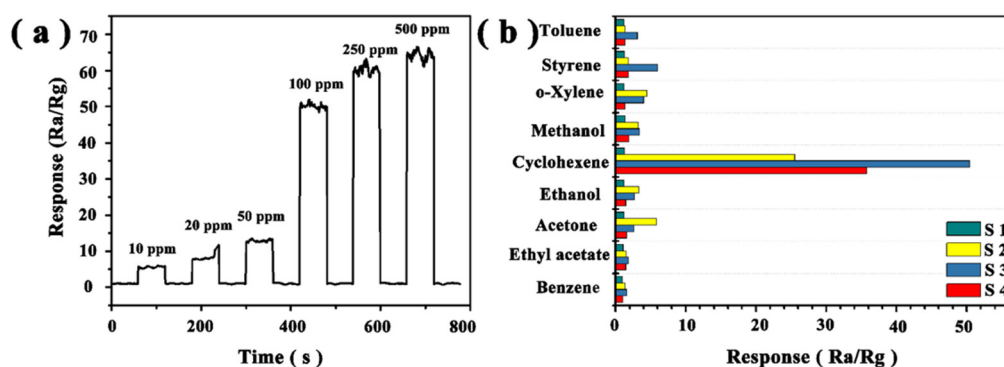 ( a )
Response (Ra/Rg)
70
60
50
40
30
20
10
0
10 ppm
20 ppm
50 ppm
100 ppm
250 ppm
500 ppm
0
200
400
600
800
Time ( s )
( b )
Toluene
Styrene
o-Xylene
Methanol
Cyclohexene
Ethanol
Acetone
Ethyl acetate
Benzene
S 1
S 2
S 3
S 4
0
10
20
30
40
50
Response ( Ra/Rg)